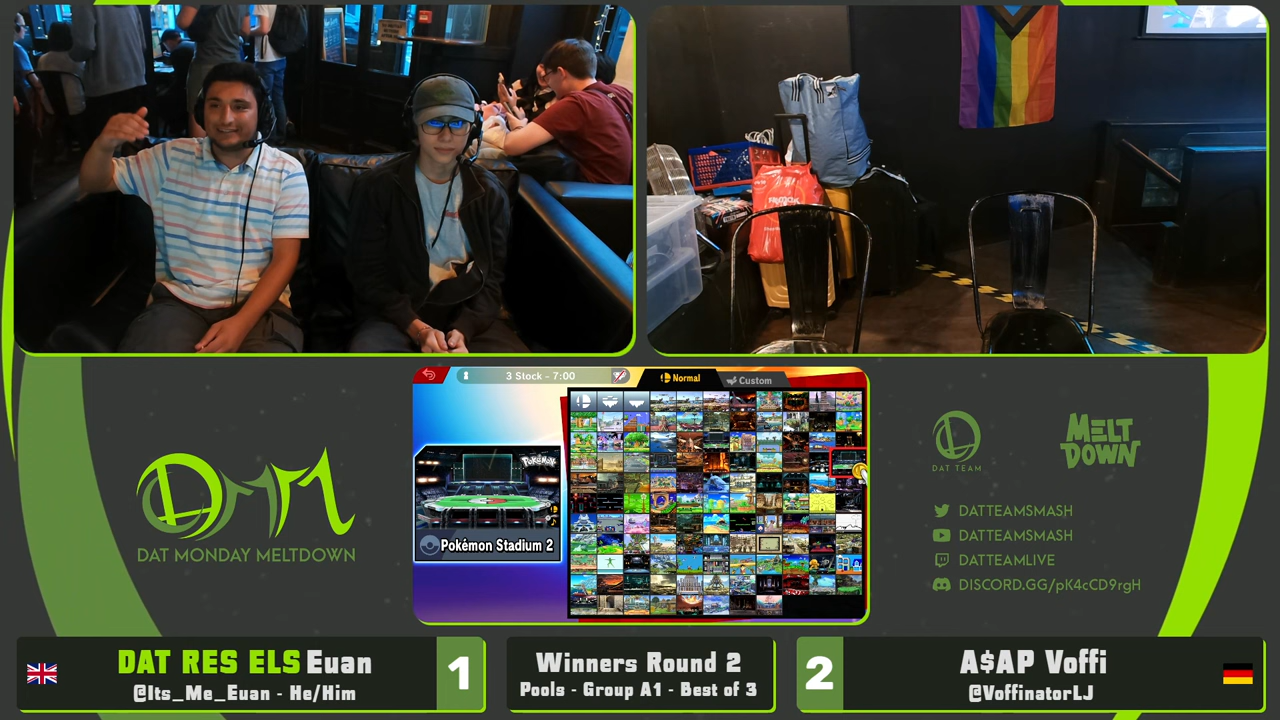 3 Stock - 7:00
Normal
Custom
Pokémon
Pokémon Stadium 2
DAT MONDAY MELTDOWN
DAT TEAM
MELT
DOWN
DATTEAMSMASH
DATTEAMSMASH
DATTEAMLIVE
DISCORD.GG/pK4cCD9rgH
DAT RES ELS Euan
@Its_Me_Euan - He/Him
1
Winners Round 2
Pools - Group A1 - Best of 3
2
A$AP Voffi
@VoffinatorLJ